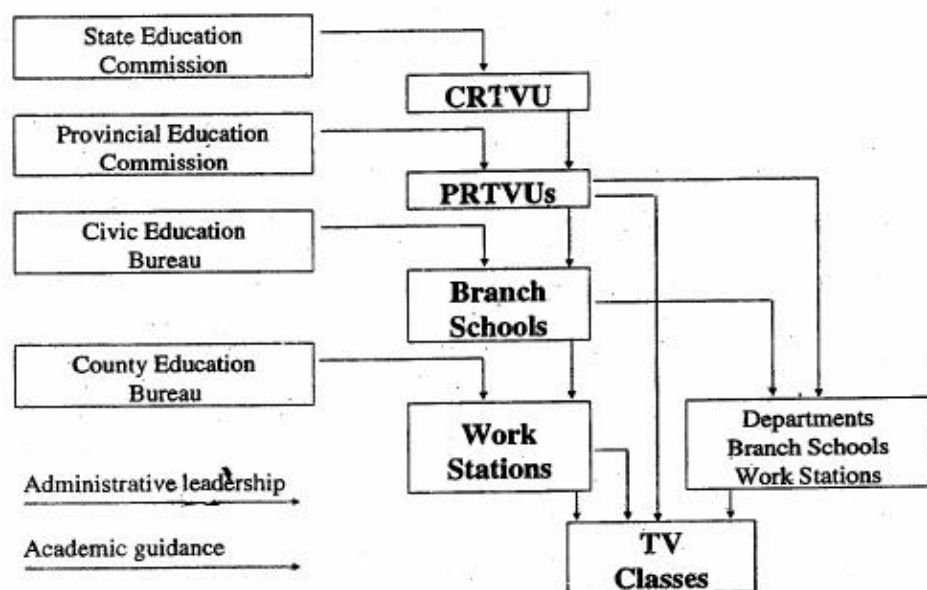 State Education
Commission
CRTVU
Provincial Education
Commission
PRTVUs
Civic Education
Bureau
Branch
Schools
County Education
Bureau
Work
Stations
Departments
Branch Schools
Work Stations
Administrative leadership
Academic guidance
TV
Classes